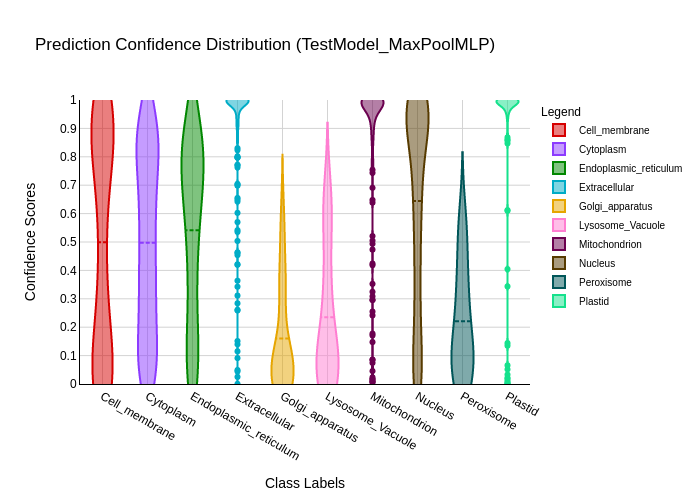 Prediction Confidence Distribution (TestModel_MaxPoolMLP)
Legend
Cell_membrane
Cytoplasm
Endoplasmic_reticulum
Extracellular
Golgi_apparatus
Lysosome_Vacuole
Mitochondrion
Nucleus
Peroxisome
Plastid
Confidence Scores
1
0.9
0.8
0.7
0.6
0.5
0.4
0.3
0.2
0.1
0
Cell_membrane
Cytoplasm
Endoplasmic_reticulum
Extracellular
Golgi_apparatus
Lysosome_Vacuole
Mitochondrion
Nucleus
Peroxisome
Plastid
Class Labels